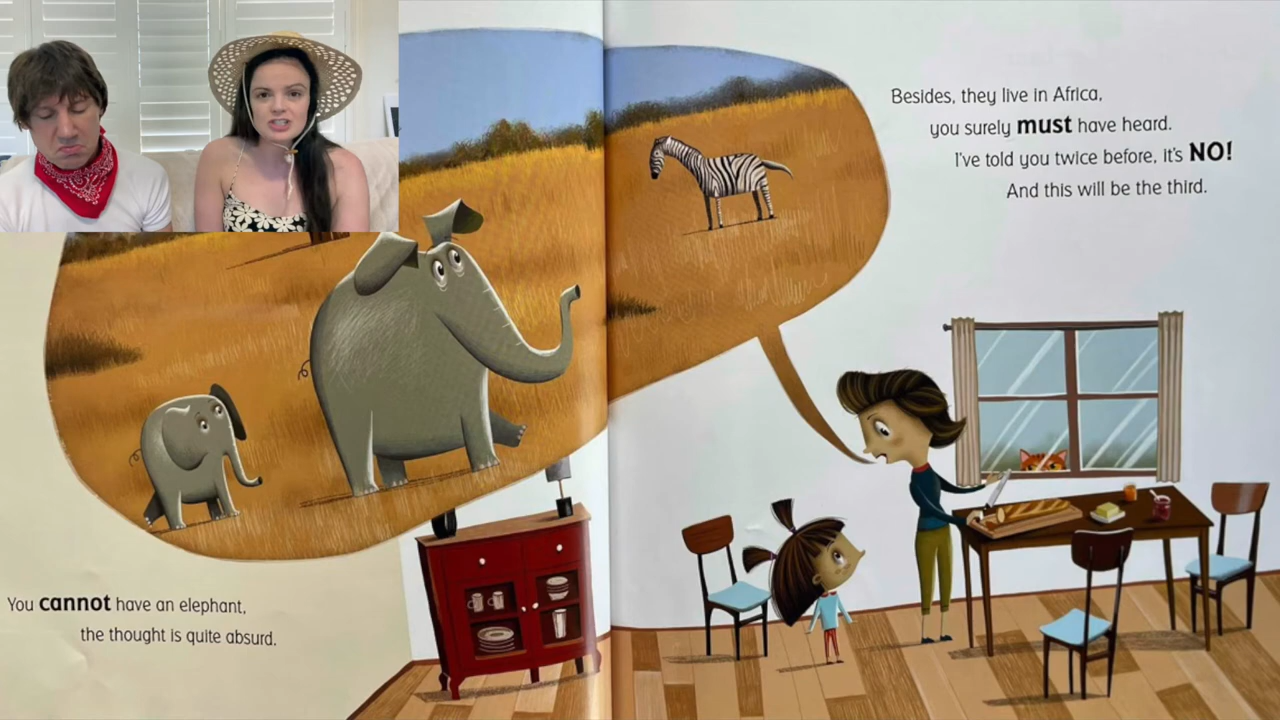 You cannot have an elephant,
the thought is quite absurd.
Besides, they live in Africa,
you surely must have heard.
I've told you twice before, it's NO!
And this will be the third.